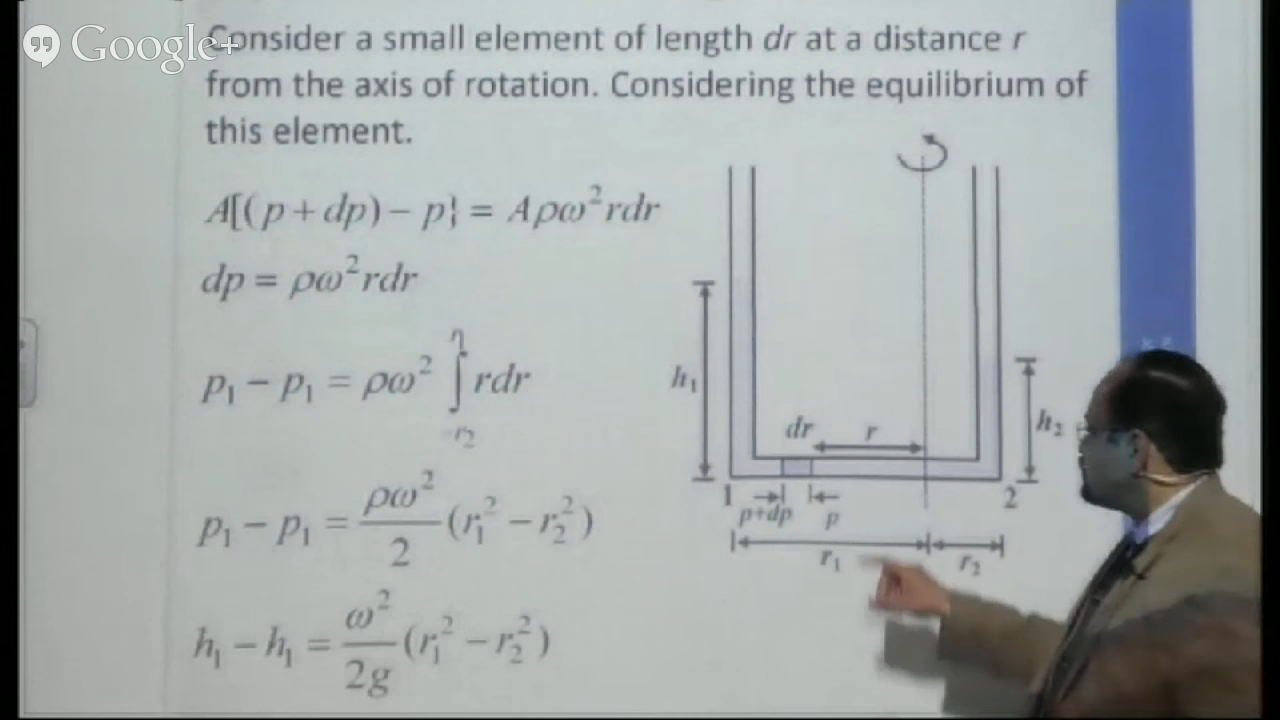 Google+
Consider a small element of length dr at a distance r
from the axis of rotation. Considering the equilibrium of
this element.
A[(p + dp) − p} = Aρω²rdr
dp = ρω²rdr
p₁ − p₁ = ρω² ∫ rdr
r₁
r₂
p₁ − p₁ = ρω²/2 (r₁² − r₂²)
h₁ − h₁ = ω²/2g (r₁² − r₂²)
h₁
dr
r
h₂
1
p+dp
p
2
r₁
r₂